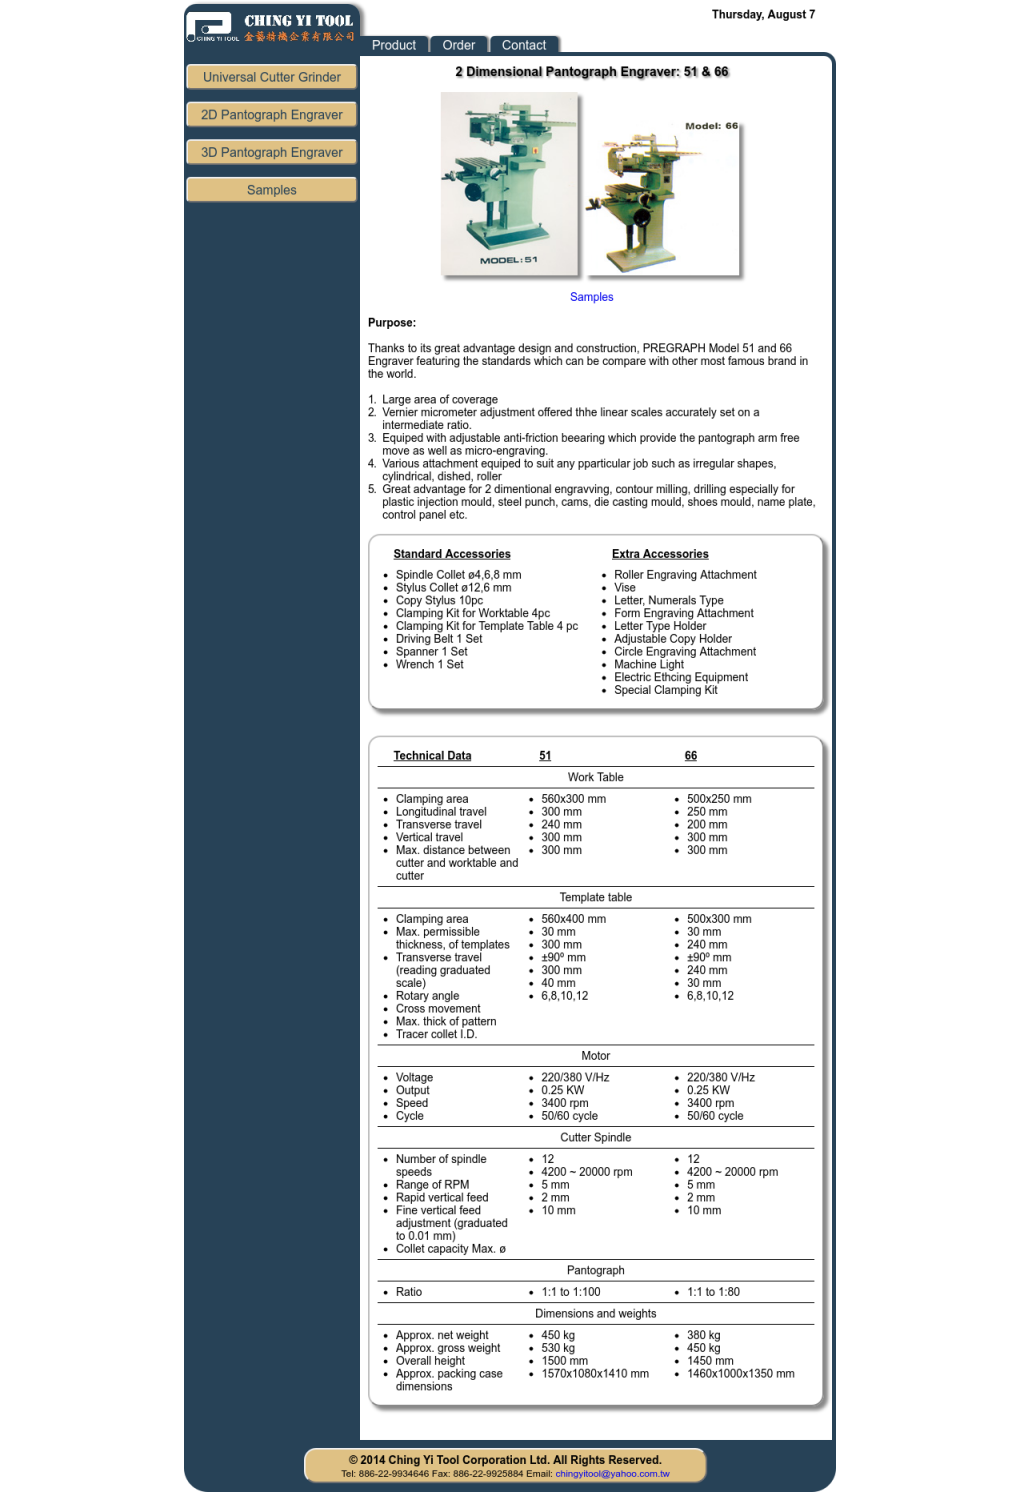 CHING YI TOOL
CHING YI TOOL 金藝精機企業有限公司
Thursday, August 7
Product Order Contact
Universal Cutter Grinder
2D Pantograph Engraver
3D Pantograph Engraver
Samples
2 Dimensional Pantograph Engraver: 51 & 66
MODEL:51
Model: 66
Samples
Purpose:
Thanks to its great advantage design and construction, PREGRAPH Model 51 and 66
Engraver featuring the standards which can be compare with other most famous brand in
the world.
1. Large area of coverage
2. Vernier micrometer adjustment offered thhe linear scales accurately set on a
intermediate ratio.
3. Equiped with adjustable anti-friction beearing which provide the pantograph arm free
move as well as micro-engraving.
4. Various attachment equiped to suit any pparticular job such as irregular shapes,
cylindrical, dished, roller
5. Great advantage for 2 dimentional engravving, contour milling, drilling especially for
plastic injection mould, steel punch, cams, die casting mould, shoes mould, name plate,
control panel etc.
Standard Accessories
• Spindle Collet ø4,6,8 mm
• Stylus Collet ø12,6 mm
• Copy Stylus 10pc
• Clamping Kit for Worktable 4pc
• Clamping Kit for Template Table 4 pc
• Driving Belt 1 Set
• Spanner 1 Set
• Wrench 1 Set
Extra Accessories
• Roller Engraving Attachment
• Vise
• Letter, Numerals Type
• Form Engraving Attachment
• Letter Type Holder
• Adjustable Copy Holder
• Circle Engraving Attachment
• Machine Light
• Electric Ethcing Equipment
• Special Clamping Kit
Technical Data 51 66
Work Table
• Clamping area
• Longitudinal travel
• Transverse travel
• Vertical travel
• Max. distance between
cutter and worktable and
cutter
• 560x300 mm
• 300 mm
• 240 mm
• 300 mm
• 300 mm
• 500x250 mm
• 250 mm
• 200 mm
• 300 mm
• 300 mm
Template table
• Clamping area
• Max. permissible
thickness, of templates
• Transverse travel
(reading graduated
scale)
• Rotary angle
• Cross movement
• Max. thick of pattern
• Tracer collet I.D.
• 560x400 mm
• 30 mm
• 300 mm
• ±90º mm
• 300 mm
• 40 mm
• 6,8,10,12
• 500x300 mm
• 30 mm
• 240 mm
• ±90º mm
• 240 mm
• 30 mm
• 6,8,10,12
Motor
• Voltage
• Output
• Speed
• Cycle
• 220/380 V/Hz
• 0.25 KW
• 3400 rpm
• 50/60 cycle
• 220/380 V/Hz
• 0.25 KW
• 3400 rpm
• 50/60 cycle
Cutter Spindle
• Number of spindle
speeds
• Range of RPM
• Rapid vertical feed
• Fine vertical feed
adjustment (graduated
to 0.01 mm)
• Collet capacity Max. ø
• 12
• 4200 ~ 20000 rpm
• 5 mm
• 2 mm
• 10 mm
• 12
• 4200 ~ 20000 rpm
• 5 mm
• 2 mm
• 10 mm
Pantograph
• Ratio
• 1:1 to 1:100
• 1:1 to 1:80
Dimensions and weights
• Approx. net weight
• Approx. gross weight
• Overall height
• Approx. packing case
dimensions
• 450 kg
• 530 kg
• 1500 mm
• 1570x1080x1410 mm
• 380 kg
• 450 kg
• 1450 mm
• 1460x1000x1350 mm
© 2014 Ching Yi Tool Corporation Ltd. All Rights Reserved.
Tel: 886-22-9934646 Fax: 886-22-9925884 Email: chingyitool@yahoo.com.tw